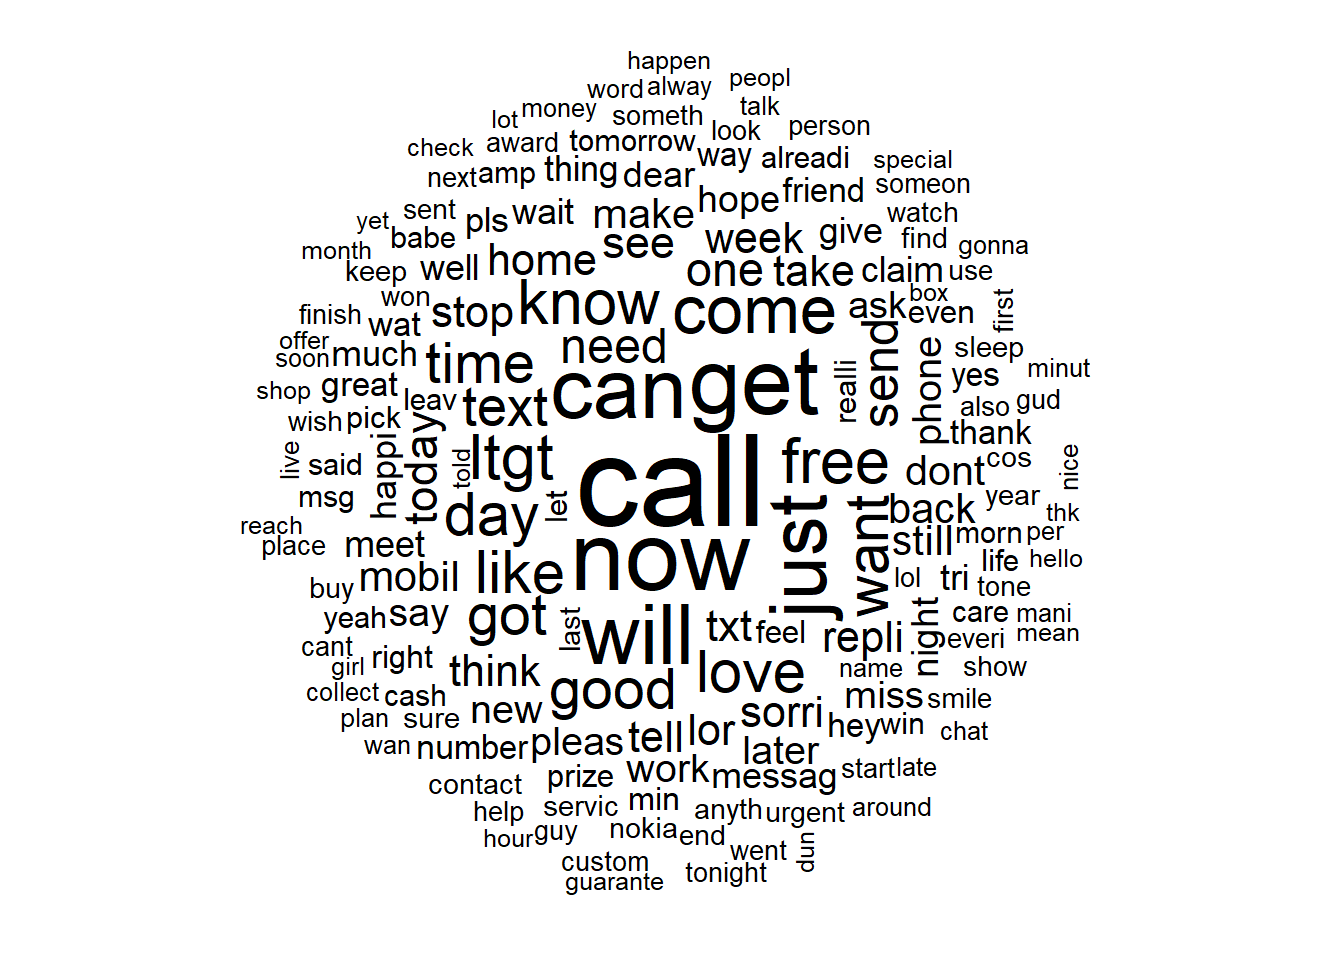 happen
word alway peopl
lot money someth talk
check award tomorrow look person
next amp thing dear way alreadi special
yet sent pls wait make hope friend someon
month babe well home see week give watch find gonna
keep won stop know one take claim use
finish wat come ask even box first
offer soon much time need send phone sleep minut
shop great leav text can get realli yes
wish pick today ltgt call free also gud
live said happi told dont thank cos nice
msg day let just want back year thk
reach place meet now still morn per
buy mobil like lol tri life hello
yeah say got last will txt feel repli night tone care mani
cant girl right think love name everi mean show
collect cash new good sorri miss smile
plan sure number pleas tell lor hey win chat
wan prize work later messag start late
contact help servic min anyth urgent around
hour guy nokia end went dun
custom tonight
guarante